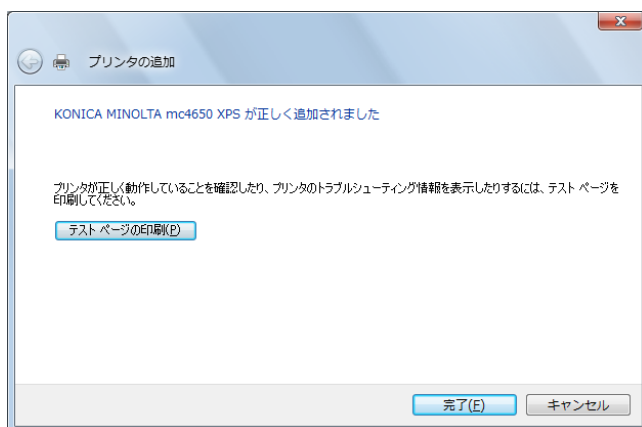 プリンタの追加
KONICA MINOLTA mc4650 XPS が正しく追加されました
プリンタが正しく動作していることを確認したり、プリンタのトラブルシューティング情報を表示したりするには、テスト ページを
印刷してください。
テスト ページの印刷(P)
完了(F)
キャンセル